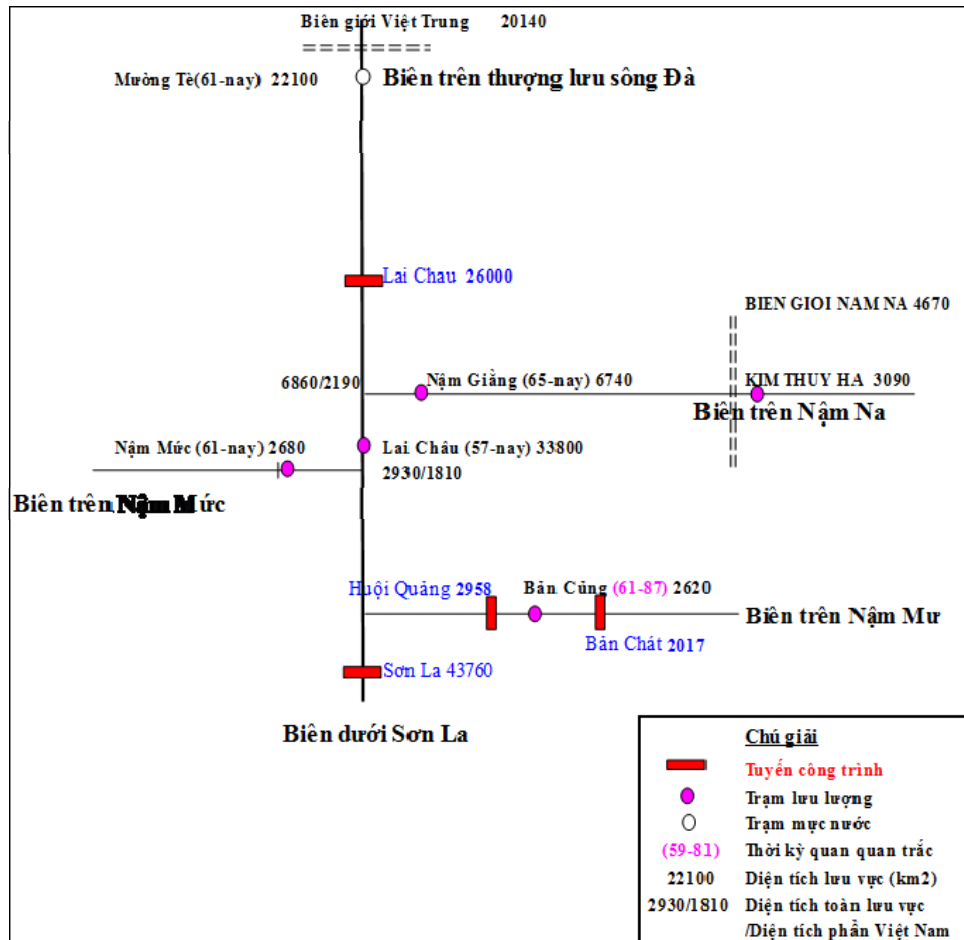 Biên giới Việt Trung 20140
Mường Tè(61-nay) 22100
Biên trên thượng lưu sông Đà
Lai Chau 26000
BIEN GIOI NAM NA 4670
6860/2190
Nậm Giằng (65-nay) 6740
KIM THUY HA 3090
Biên trên Nậm Na
Nậm Mức (61-nay) 2680
Lai Châu (57-nay) 33800
2930/1810
Biên trên Nậm Mức
Huội Quảng 2958
Bản Củng (61-87) 2620
Biên trên Nậm Mư
Bản Chát 2017
Sơn La 43760
Biên dưới Sơn La
Chú giải
Tuyến công trình
Trạm lưu lượng
Trạm mực nước
(59-81) Thời kỳ quan quan trắc
22100 Diện tích lưu vực (km2)
2930/1810 Diện tích toàn lưu vực
/Diện tích phần Việt Nam